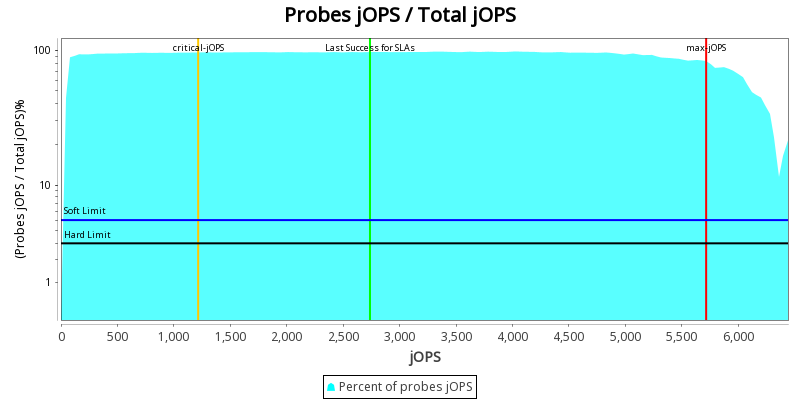 Probes jOPS / Total jOPS
(Probes jOPS / Total jOPS)%
100
10
1
critical-jOPS
Last Success for SLAs
max-jOPS
Soft Limit
Hard Limit
0 500 1,000 1,500 2,000 2,500 3,000 3,500 4,000 4,500 5,000 5,500 6,000
jOPS
Percent of probes jOPS